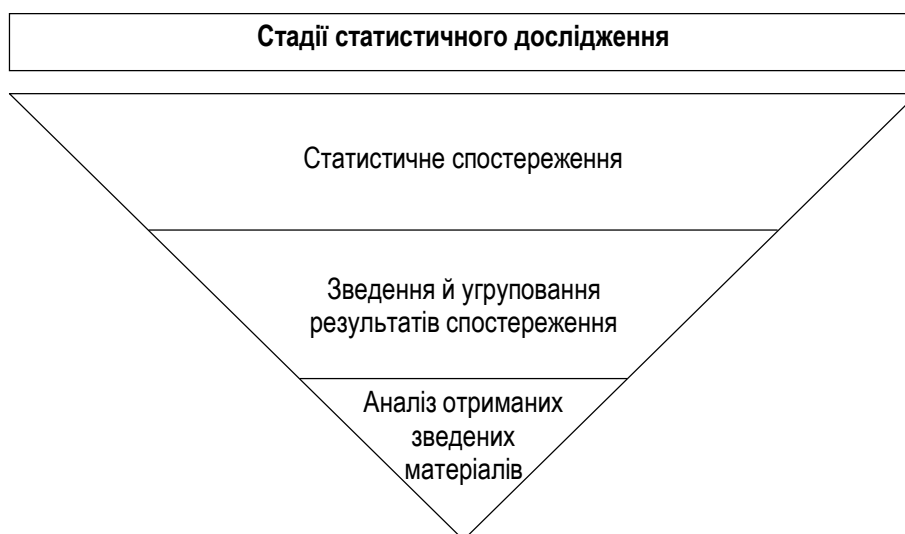 Стадії статистичного дослідження
Статистичне спостереження
Зведення й угруповання
результатів спостереження
Аналіз отриманих
зведених
матеріалів